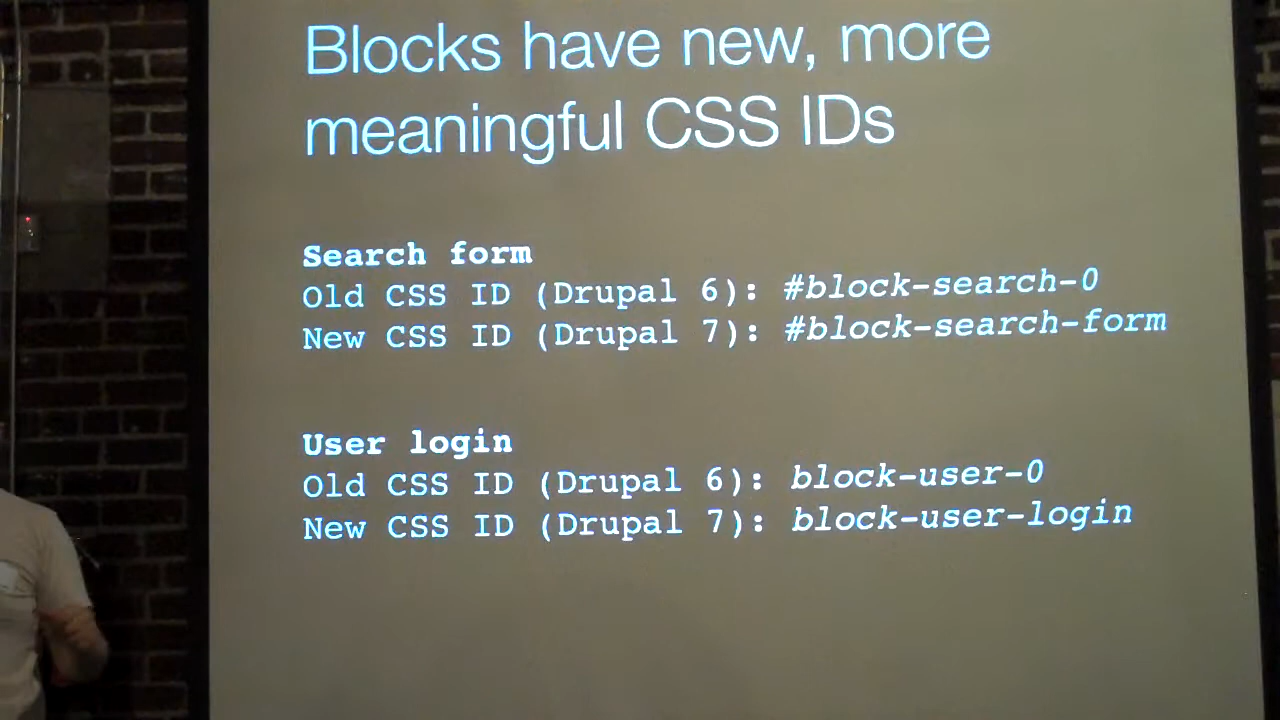 Blocks have new, more
meaningful CSS IDs
Search form
Old CSS ID (Drupal 6): #block-search-0
New CSS ID (Drupal 7): #block-search-form
User login
Old CSS ID (Drupal 6): block-user-0
New CSS ID (Drupal 7): block-user-login